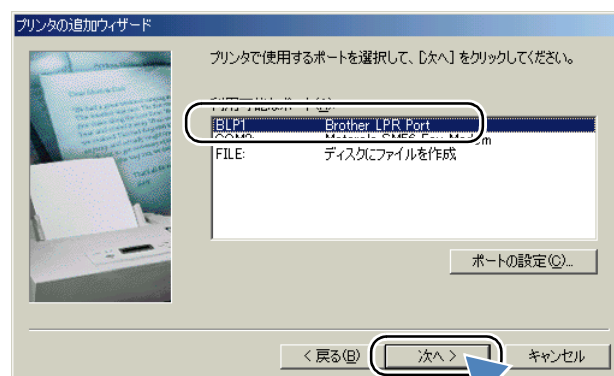 プリンタの追加ウィザード
プリンタで使用するポートを選択して、[次へ] をクリックしてください。
BLP1 Brother LPR Port
FILE: ディスクにファイルを作成
ポートの設定(C)...
< 戻る(B) 次へ > キャンセル